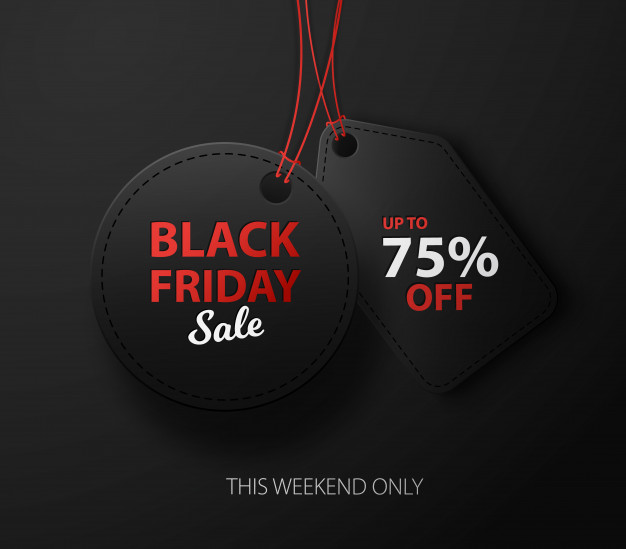 BLACK
FRIDAY
Sale
UP TO
75%
OFF
THIS WEEKEND ONLY